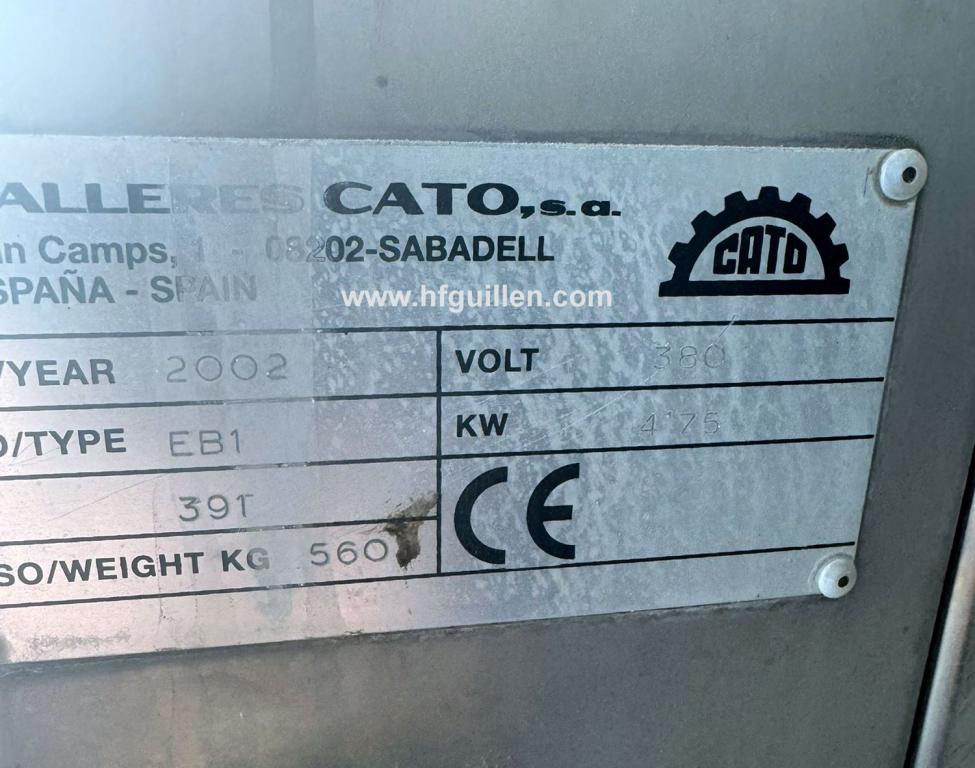 ALLERES CATO, s.a.
n Camps, 1 - 08202-SABADELL
SPAÑA - SPAIN
CATO
www.hfguillen.com
/YEAR 2002
VOLT 380
O/TYPE EB1
KW 4'75
391
CE
SO/WEIGHT KG 560